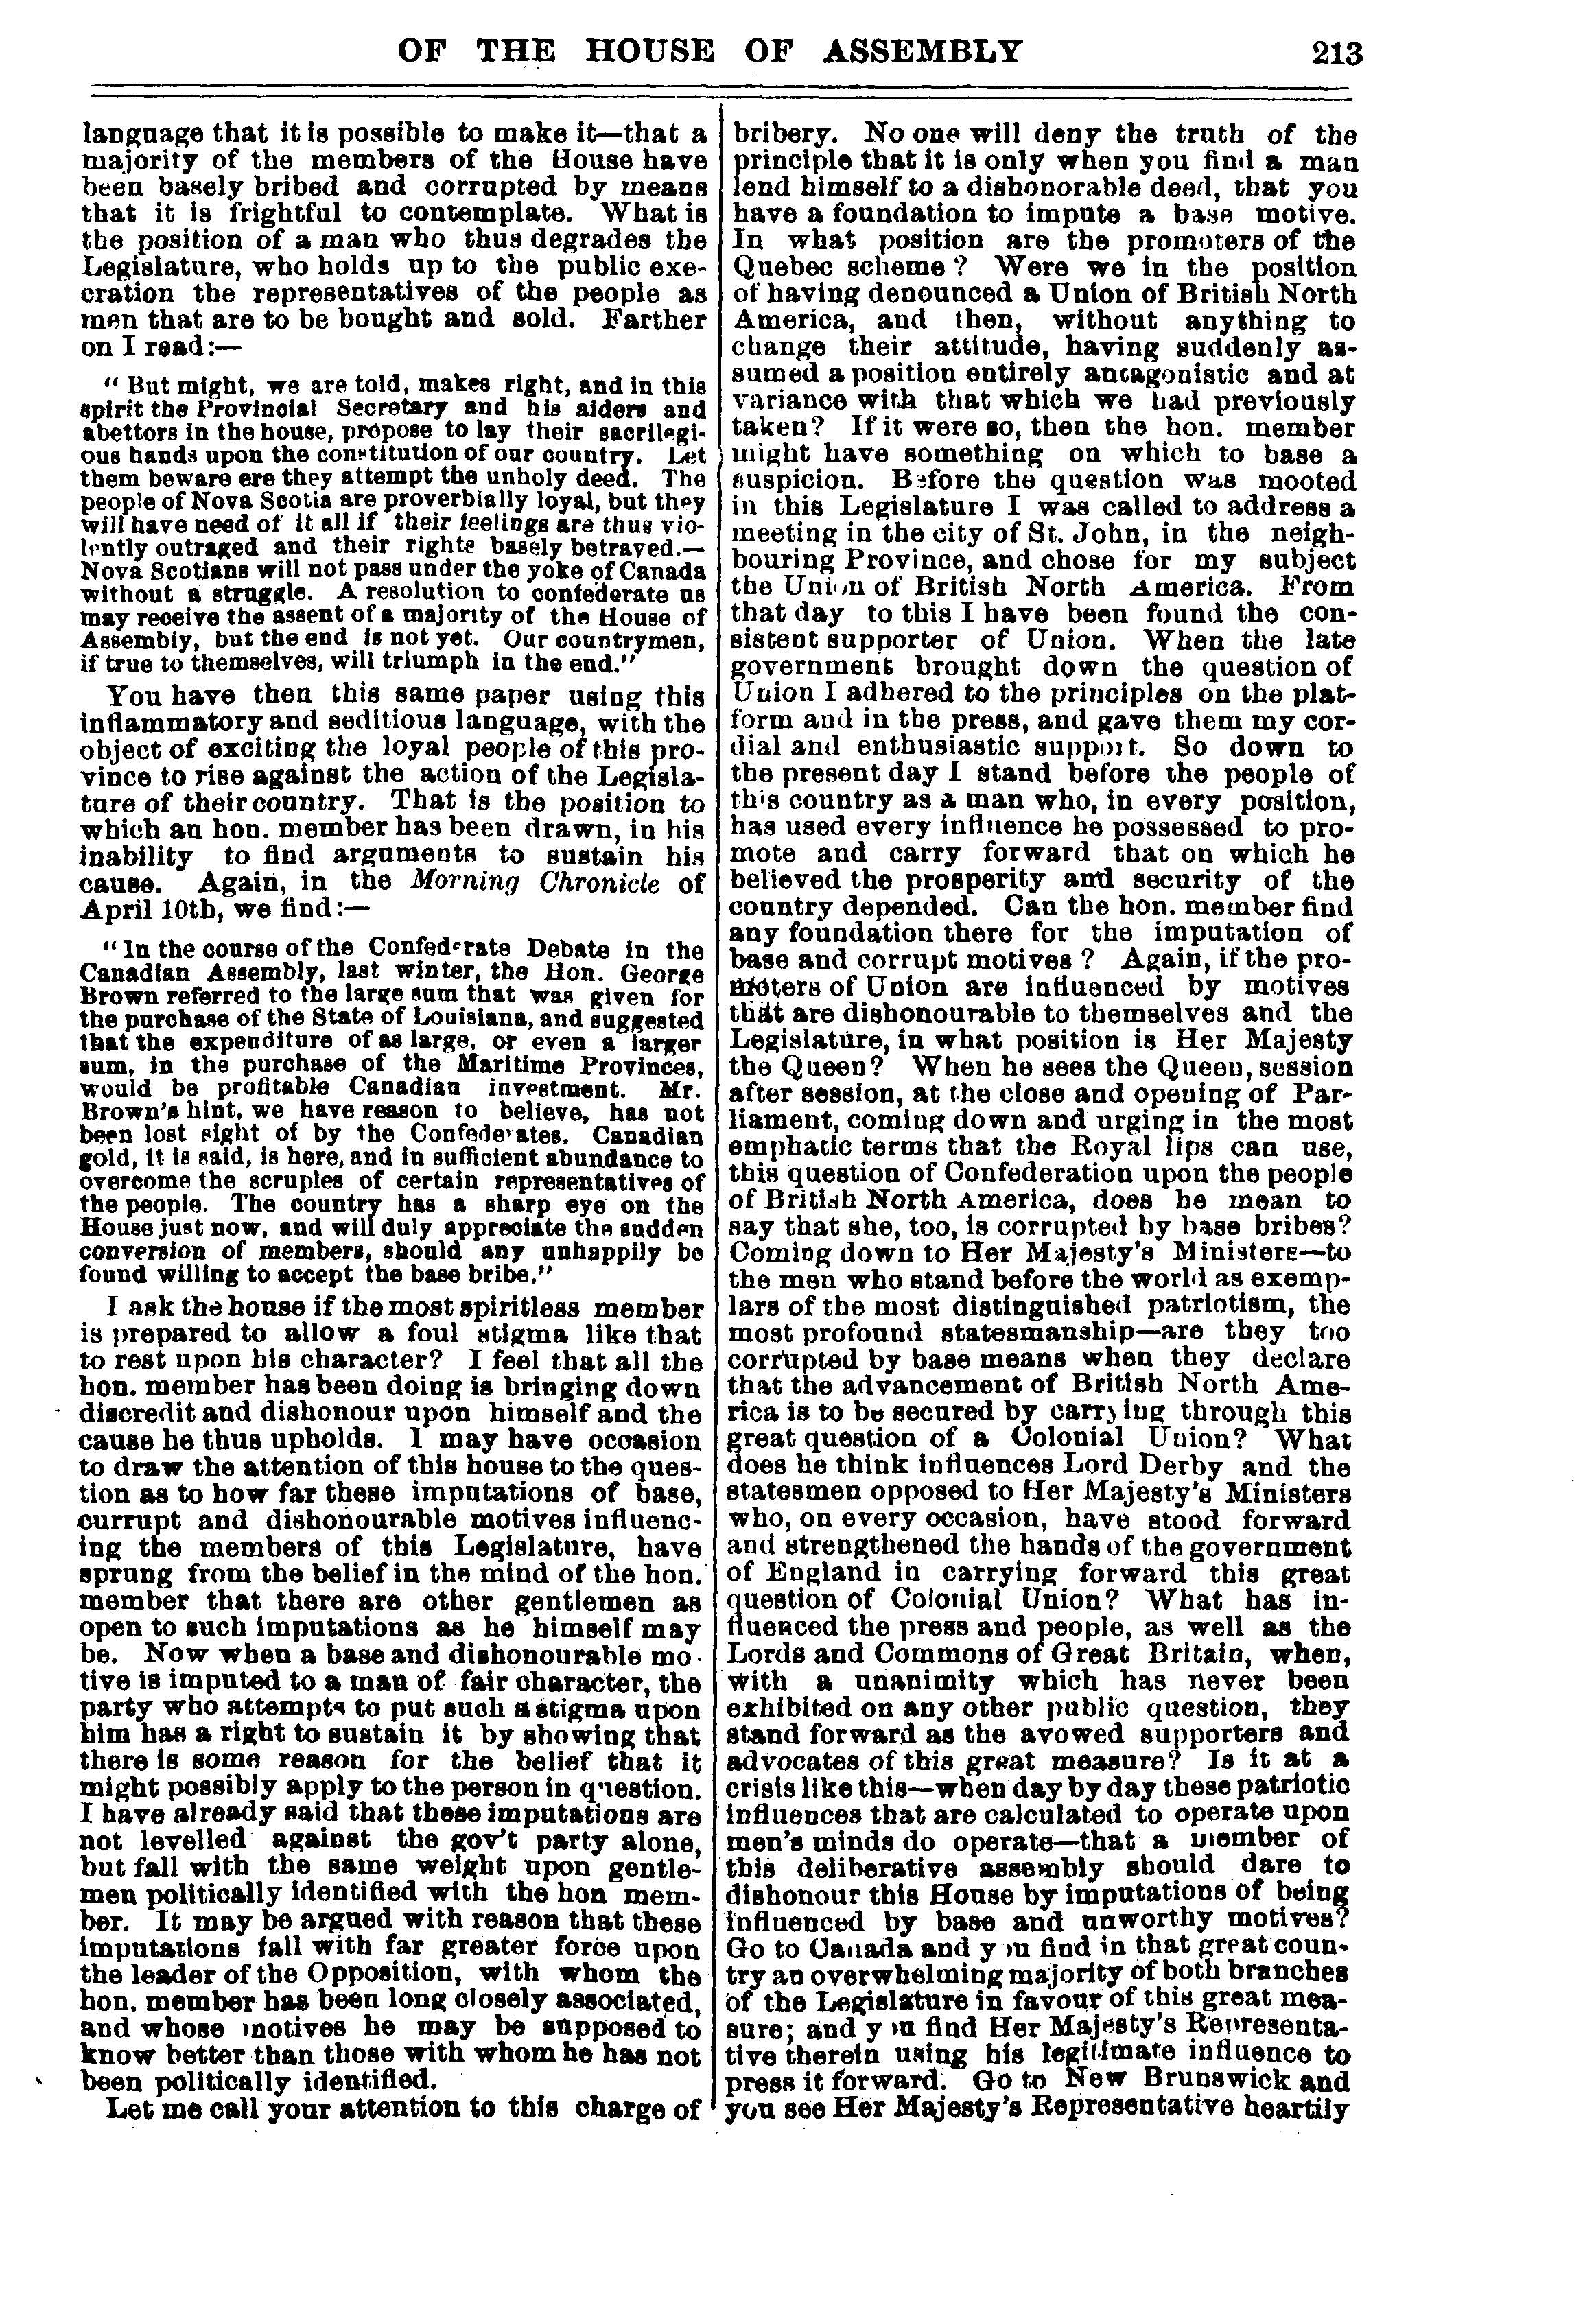 OF THE HOUSE OF ASSEMBLY 213
language that it is possible to make it—that a
majority of the members of the House have
been basely bribed and corrupted by means
that it is frightful to contemplate. What is
the position of a man who thus degrades the
Legislature, who holds up to the public exe-
cration the representatives of the people as
men that are to be bought and sold. Farther
on I read:—
"But might, we are told, makes right, and in this
spirit the Provincial Secretary and his aiders and
abettors in the house, propose to lay their sacrilegi-
ous hands upon the constitution of our country. Let
them beware ere they attempt the unholy deed. The
people of Nova Scotia are proverbially loyal, but they
will have need of it all if their feelings are thus vio-
lently outraged and their rights basely betrayed.—
Nova Scotians will not pass under the yoke of Canada
without a struggle. A resolution to confederate us
may receive the assent of a majority of the House of
Assembly, but the end is not yet. Our countrymen,
if true to themselves, will triumph in the end."
You have then this same paper using this
inflammatory and seditious language, with the
object of exciting the loyal people of this pro-
vince to rise against the action of the Legisla-
ture of their country. That is the position to
which an hon. member has been drawn, in his
inability to find arguments to sustain his
cause. Again, in the Morning Chronicle of
April 10th, we find:—
"In the course of the Confederate Debate in the
Canadian Assembly, last winter, the Hon. George
Brown referred to the large sum that was given for
the purchase of the State of Louisiana, and suggested
that the expenditure of as large, or even a larger
sum, in the purchase of the Maritime Provinces,
would be profitable Canadian investment. Mr.
Brown's hint, we have reason to believe, has not
been lost sight of by the Confederates. Canadian
gold, it is said, is here, and in sufficient abundance to
overcome the scruples of certain representatives of
the people. The country has a sharp eye on the
House just now, and will duly appreciate the sudden
conversion of members, should any unhappily be
found willing to accept the base bribe."
I ask the house if the most spiritless member
is prepared to allow a foul stigma like that
to rest upon his character? I feel that all the
hon. member has been doing is bringing down
discredit and dishonour upon himself and the
cause he thus upholds. I may have occasion
to draw the attention of this house to the ques-
tion as to how far these imputations of base,
currupt and dishonourable motives influenc-
ing the members of this Legislature, have
sprung from the belief in the mind of the hon.
member that there are other gentlemen as
open to such imputations as he himself may
be. Now when a base and dishonourable mo-
tive is imputed to a man of fair character, the
party who attempts to put such a stigma upon
him has a right to sustain it by showing that
there is some reason for the belief that it
might possibly apply to the person in question.
I have already said that these imputations are
not levelled against the gov't party alone,
but fall with the same weight upon gentle-
men politically identified with the hon mem-
ber. It may be argued with reason that these
imputations fall with far greater force upon
the leader of the Opposition, with whom the
hon. member has been long closely associated,
and whose motives he may be supposed to
know better than those with whom he has not
been politically identified.
Let me call your attention to this charge of
bribery. No one will deny the truth of the
principle that it is only when you find a man
lend himself to a dishonorable deed, that you
have a foundation to impute a base motive.
In what position are the promoters of the
Quebec scheme? Were we in the position
of having denounced a Union of British North
America, and then, without anything to
change their attitude, having suddenly as-
sumed a position entirely antagonistic and at
variance with that which we had previously
taken? If it were so, then the hon. member
might have something on which to base a
suspicion. Before the question was mooted
in this Legislature I was called to address a
meeting in the city of St. John, in the neigh-
bouring Province, and chose for my subject
the Union of British North America. From
that day to this I have been found the con-
sistent supporter of Union. When the late
government brought down the question of
Union I adhered to the principles on the plat-
form and in the press, and gave them my cor-
dial and enthusiastic support. So down to
the present day I stand before the people of
this country as a man who, in every position,
has used every influence he possessed to pro-
mote and carry forward that on which he
believed the prosperity and security of the
country depended. Can the hon. member find
any foundation there for the imputation of
base and corrupt motives? Again, if the pro-
moters of Union are influenced by motives
that are dishonourable to themselves and the
Legislature, in what position is Her Majesty
the Queen? When he sees the Queen, session
after session, at the close and opening of Par-
liament, coming down and urging in the most
emphatic terms that the Royal lips can use,
this question of Confederation upon the people
of British North America, does he mean to
say that she, too, is corrupted by base bribes?
Coming down to Her Majesty's Ministers—to
the men who stand before the world as exemp-
lars of the most distinguished patriotism, the
most profound statesmanship—are they too
corrupted by base means when they declare
that the advancement of British North Ame-
rica is to be secured by carrying through this
great question of a Colonial Union? What
does he think influences Lord Derby and the
statesmen opposed to Her Majesty's Ministers
who, on every occasion, have stood forward
and strengthened the hands of the government
of England in carrying forward this great
question of Colonial Union? What has in-
fluenced the press and people, as well as the
Lords and Commons of Great Britain, when,
with a unanimity which has never been
exhibited on any other public question, they
stand forward as the avowed supporters and
advocates of this great measure? Is it at a
crisis like this—when day by day these patriotic
influences that are calculated to operate upon
men's minds do operate—that a member of
this deliberative assembly should dare to
dishonour this House by imputations of being
influenced by base and unworthy motives?
Go to Canada and you find in that great coun-
try an overwhelming majority of both branches
of the Legislature in favour of this great mea-
sure; and you find Her Majesty's Representa-
tive therein using his legitimate influence to
press it forward. Go to New Brunswick and
you see Her Majesty's Representative heartily